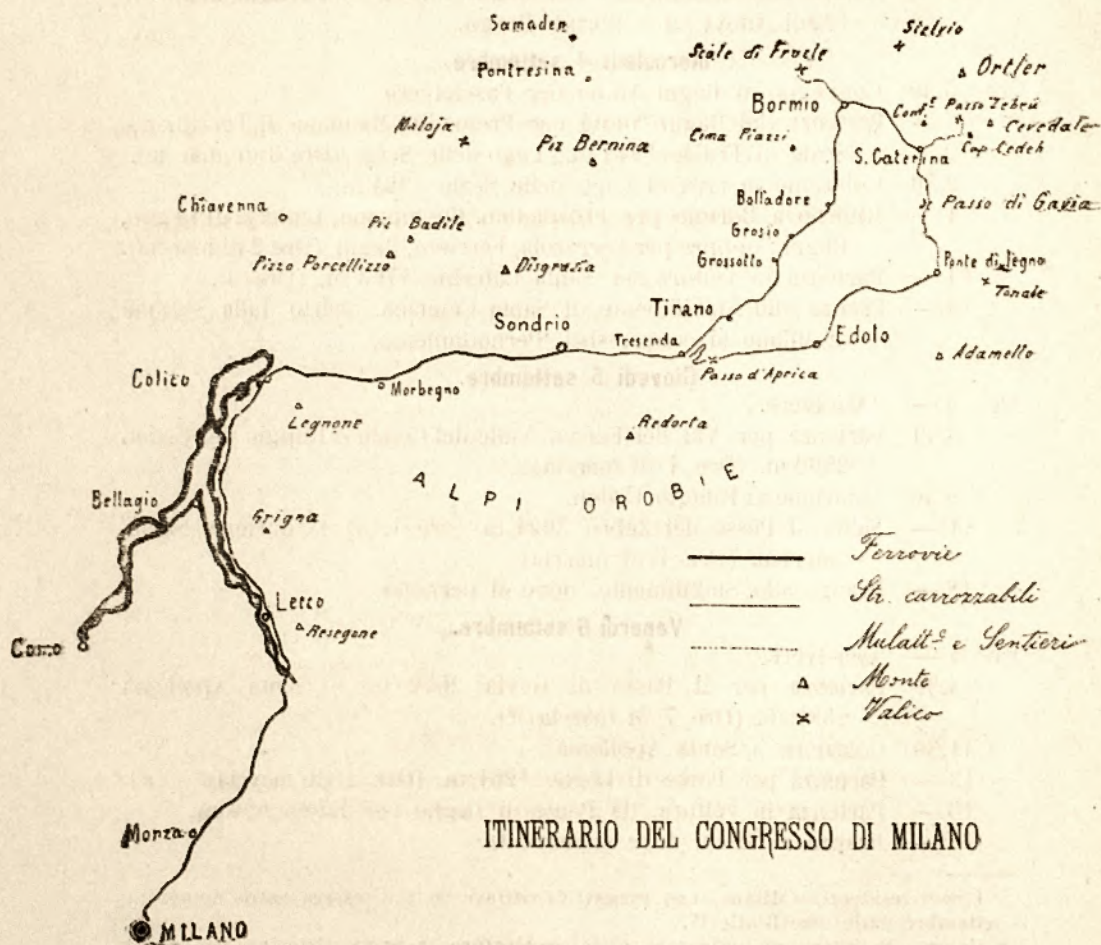 Samaden
Stelvio
Scale di Fraele
Ortler
Pontresina
Bormio
Conf.e Passo Zebrù
Cevedale
Maloja
Cima Piazzi
Cap. Cedeh
Piz Bernina
S. Caterina
Bolladore
Passo di Gavia
Chiavenna
Piz Badile
Grosio
Pizzo Porcellizzo
Disgrazia
Grossotto
Ponte di Legno
Tonale
Tirano
Sondrio
Tresenda
Edolo
Colico
Passo d'Aprica
Adamello
Morbegno
Legnone
Redorta
ALPI OROBIE
Bellagio
Grigna
Ferrovie
Lecco
Str. carrozzabili
Resegone
Como
Mulatt.e e Sentieri
Monte
Valico
Monza
ITINERARIO DEL CONGRESSO DI MILANO
MILANO